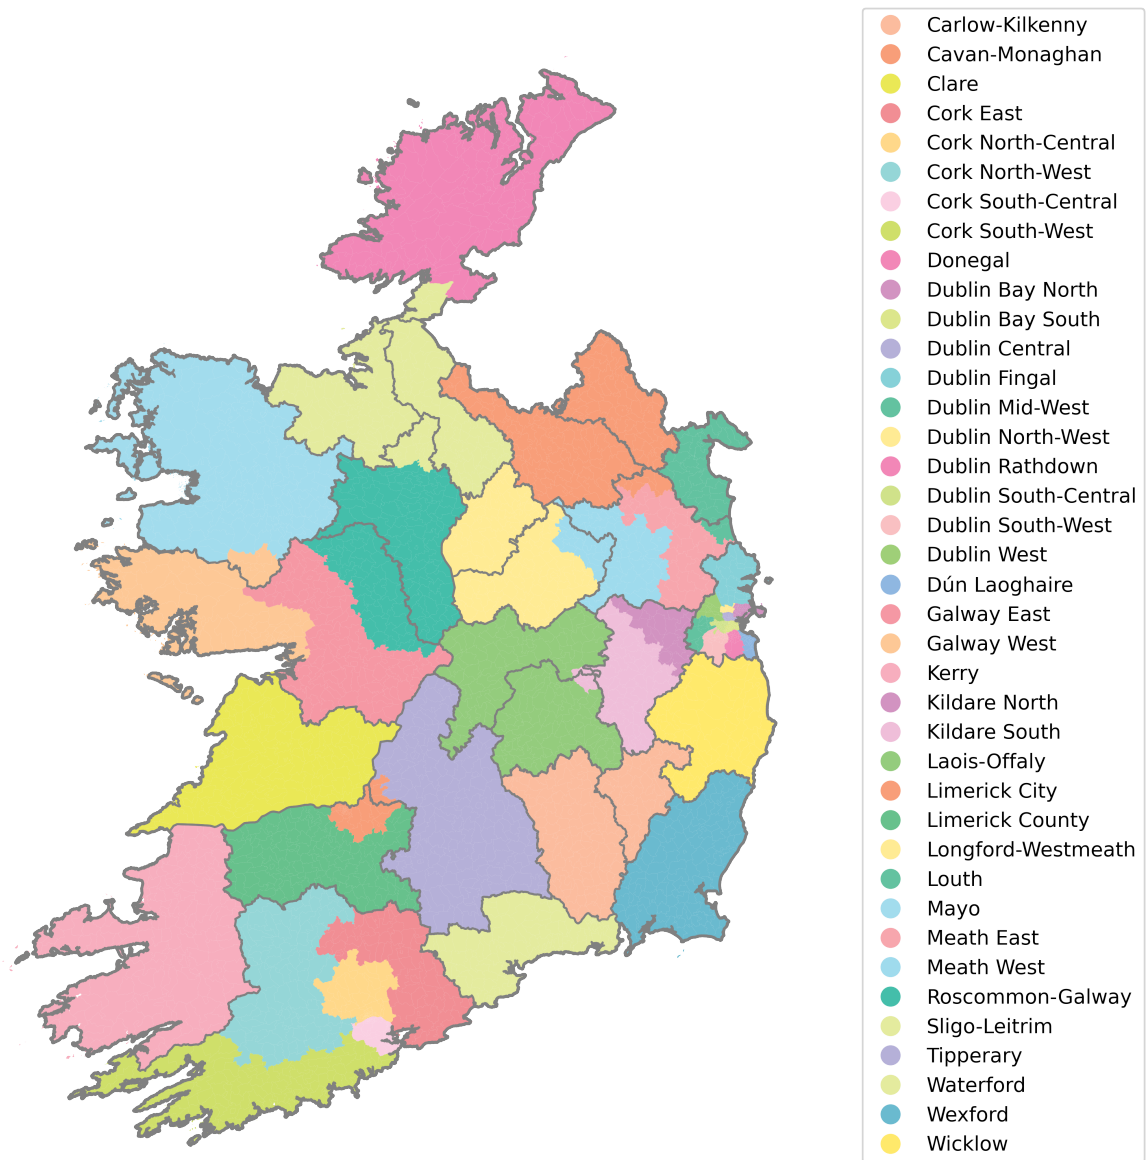 Carlow-Kilkenny
Cavan-Monaghan
Clare
Cork East
Cork North-Central
Cork North-West
Cork South-Central
Cork South-West
Donegal
Dublin Bay North
Dublin Bay South
Dublin Central
Dublin Fingal
Dublin Mid-West
Dublin North-West
Dublin Rathdown
Dublin South-Central
Dublin South-West
Dublin West
Dún Laoghaire
Galway East
Galway West
Kerry
Kildare North
Kildare South
Laois-Offaly
Limerick City
Limerick County
Longford-Westmeath
Louth
Mayo
Meath East
Meath West
Roscommon-Galway
Sligo-Leitrim
Tipperary
Waterford
Wexford
Wicklow